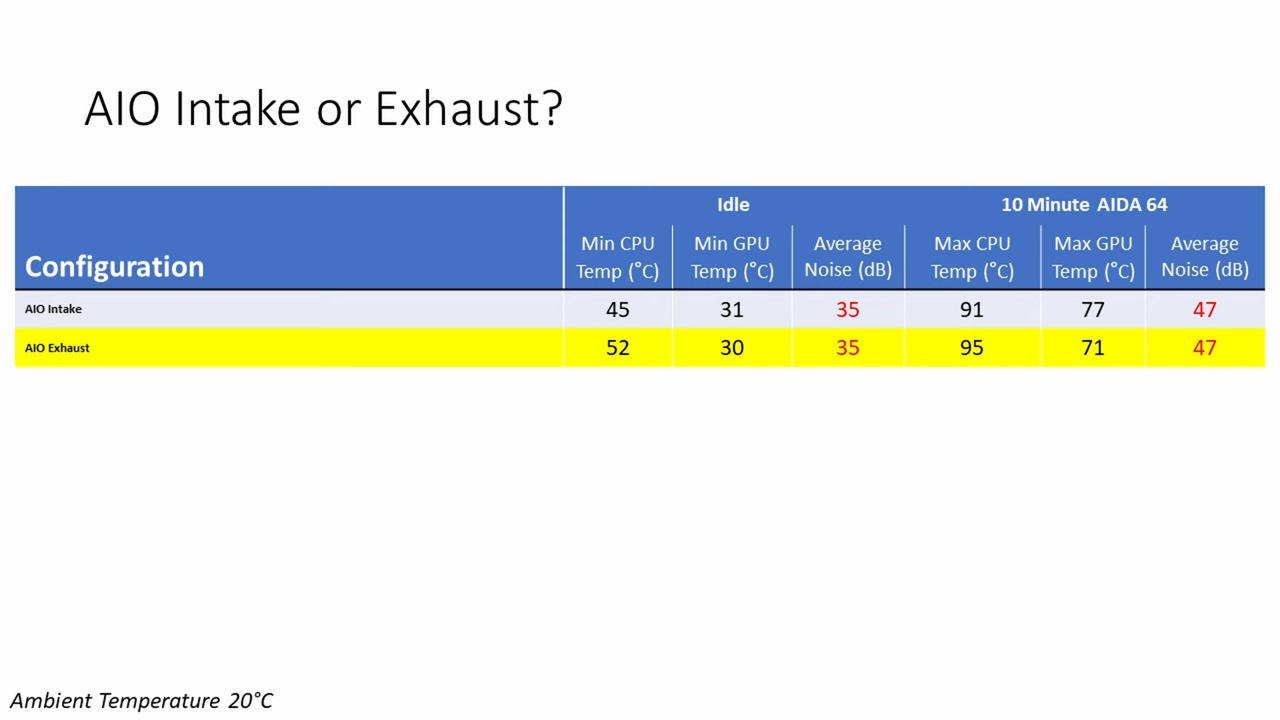 AIO Intake or Exhaust?
Idle 10 Minute AIDA 64
Configuration
Min CPU Temp (°C) Min GPU Temp (°C) Average Noise (dB) Max CPU Temp (°C) Max GPU Temp (°C) Average Noise (dB)
AIO Intake 45 31 35 91 77 47
AIO Exhaust 52 30 35 95 71 47
Ambient Temperature 20°C